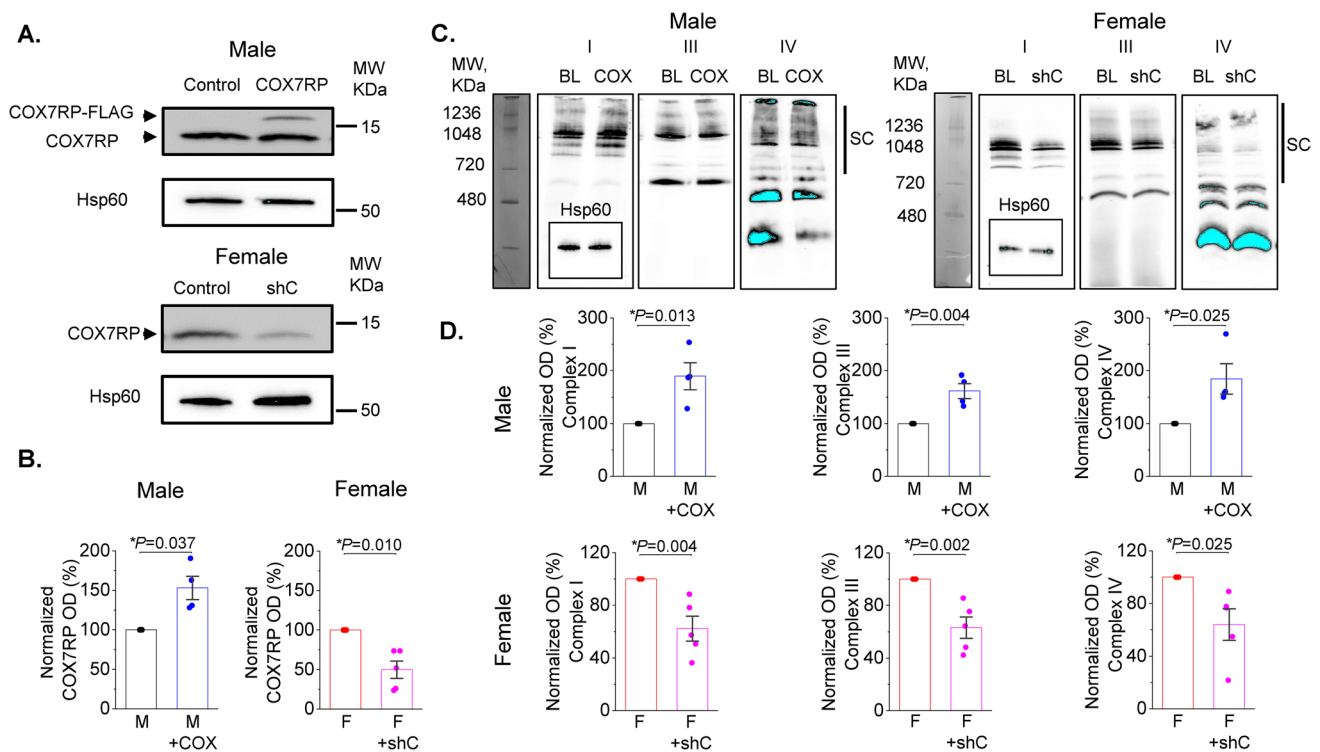 A.
Male
Control COX7RP
MW
KDa
COX7RP-FLAG
COX7RP
15
Hsp60
50
Female
Control shC
MW
KDa
COX7RP
15
Hsp60
50
B.
Male
Female
Normalized
COX7RP OD (%)
200
150
100
50
0
*P=0.037
M
M
+COX
Normalized
COX7RP OD (%)
200
150
100
50
0
*P=0.010
F
F
+shC
C.
Male
I III IV
MW,
KDa
BL COX BL COX BL COX
1236
1048
720
480
Hsp60
SC
Female
I III IV
MW,
KDa
BL shC BL shC BL shC
1236
1048
720
480
Hsp60
SC
D.
Male
Normalized OD (%)
Complex I
300
200
100
0
*P=0.013
M
M
+COX
Normalized OD (%)
Complex III
300
200
100
0
*P=0.004
M
M
+COX
Normalized OD (%)
Complex IV
300
200
100
0
*P=0.025
M
M
+COX
Female
Normalized OD (%)
Complex I
120
80
40
0
*P=0.004
F
F
+shC
Normalized OD (%)
Complex III
120
80
40
0
*P=0.002
F
F
+shC
Normalized OD (%)
Complex IV
120
80
40
0
*P=0.025
F
F
+shC